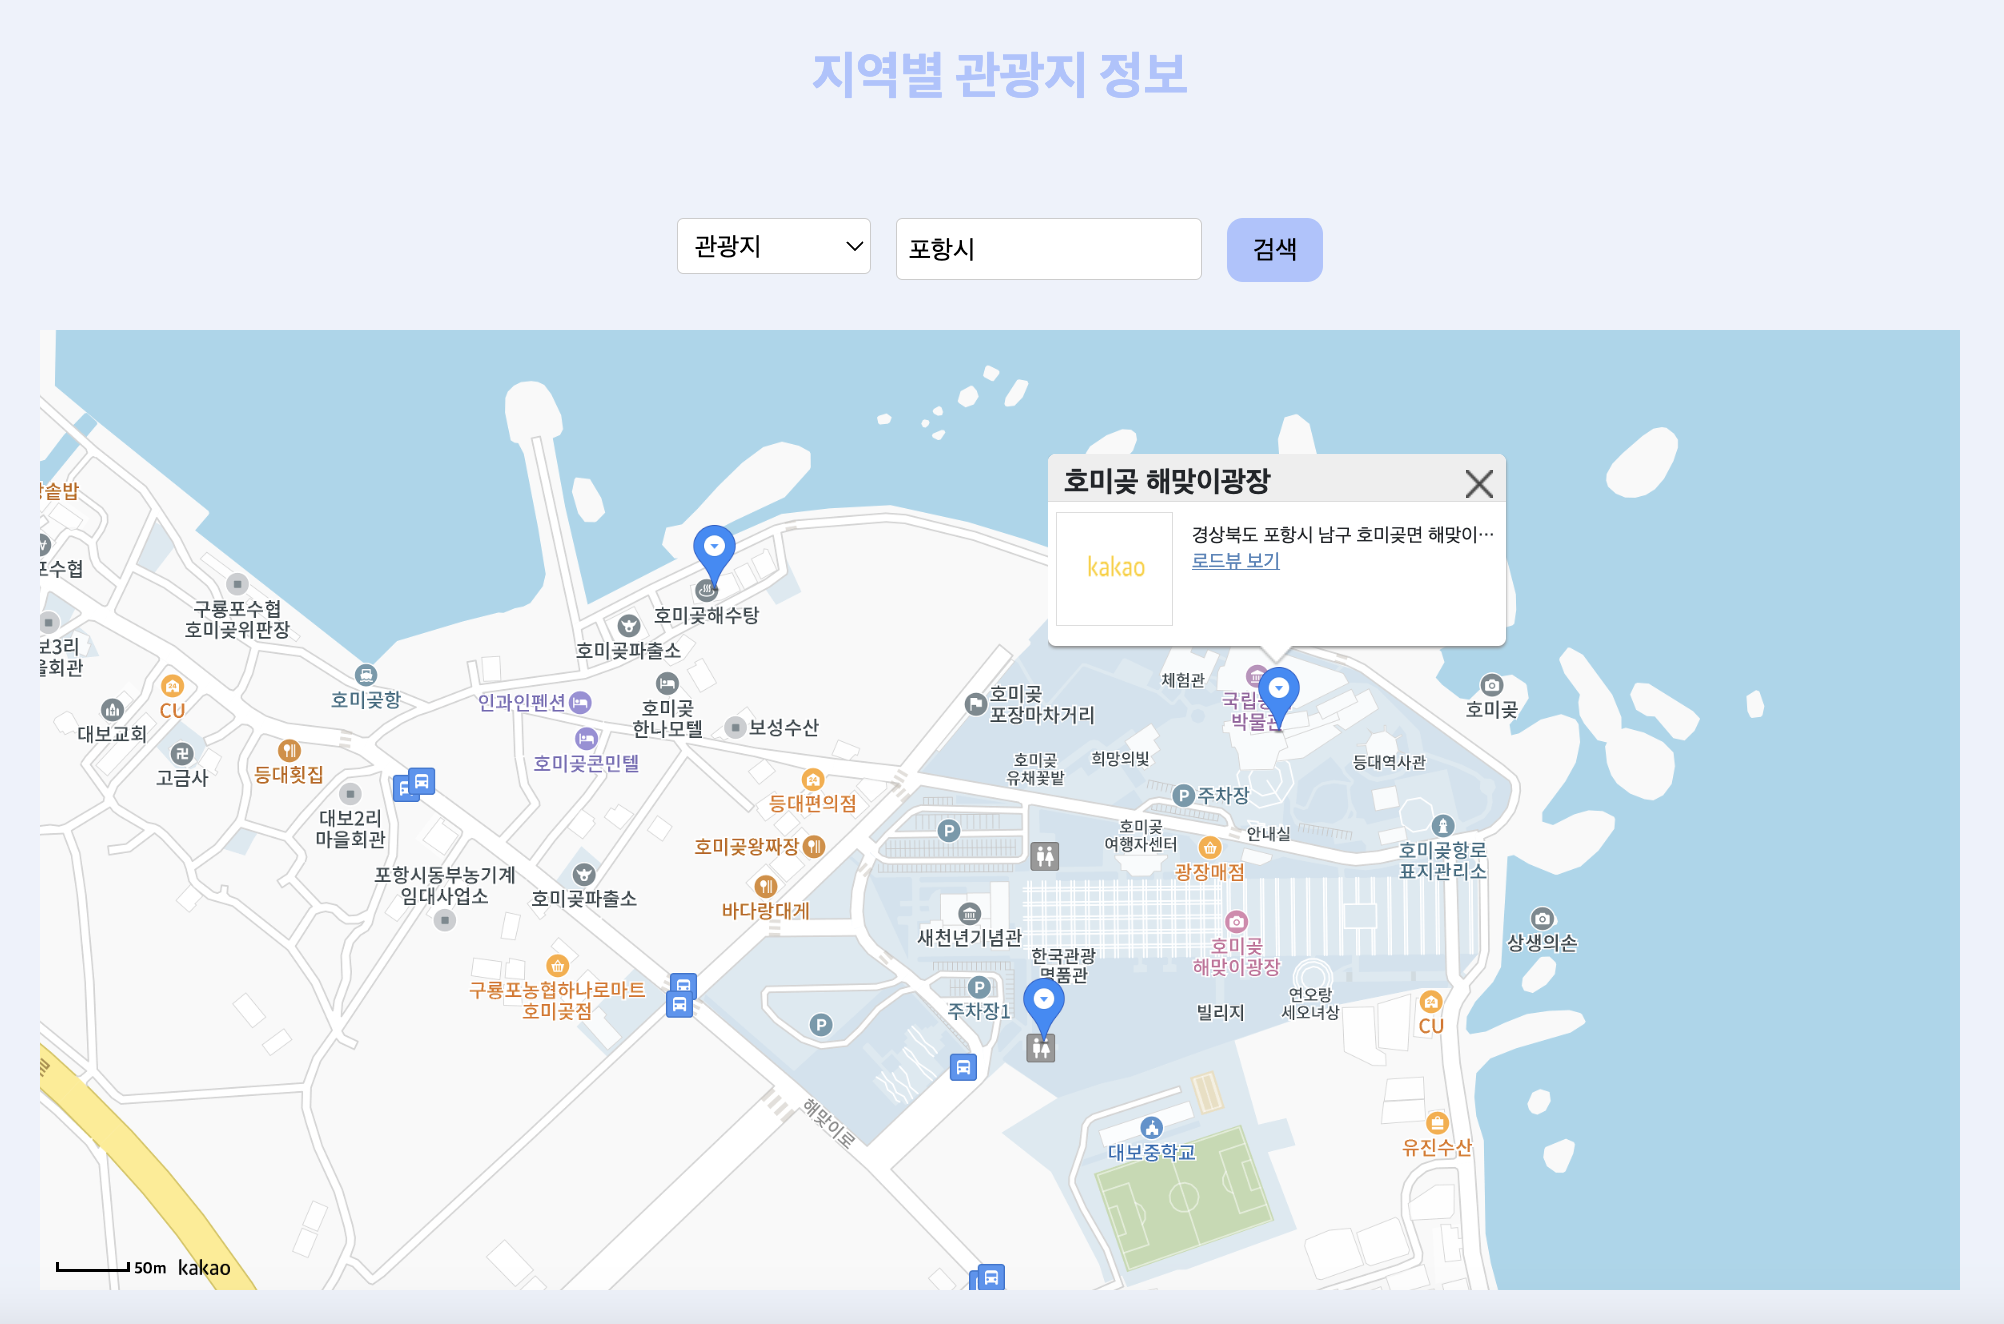 지역별 관광지 정보
관광지
포항시
검색
호미곶 해맞이광장
kakao
경상북도 포항시 남구 호미곶면 해맞이…
로드뷰 보기
솥밥
포수협
구룡포수협
호미곶위판장
보3리
을회관
CU
대보교회
고금사
호미곶항
등대횟집
대보2리
마을회관
호미곶해수탕
호미곶파출소
인과인펜션
호미곶
한나모텔
보성수산
호미곶콘민텔
등대편의점
호미곶왕짜장
바다랑대게
포항시동부농기계
임대사업소
호미곶파출소
구룡포농협하나로마트
호미곶점
호미곶
포장마차거리
체험관
국립
박물관
호미곶
호미곶
유채꽃밭
희망의빛
등대역사관
P
주차장
호미곶
여행자센터
안내실
광장매점
호미곶항로
표지관리소
P
새천년기념관
한국관광
명품관
호미곶
해맞이광장
상생의손
P
주차장1
P
빌리지
연오랑
세오녀상
CU
해맞이로
대보중학교
유진수산
50m
kakao